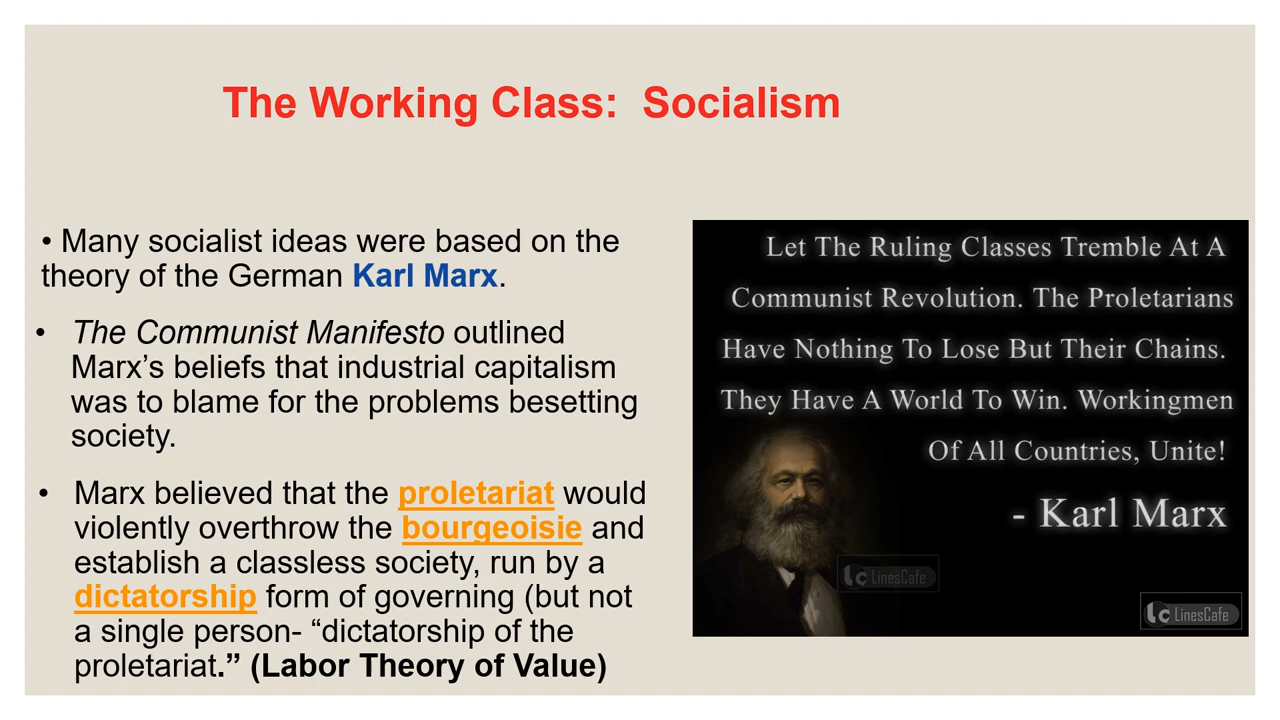 The Working Class: Socialism
• Many socialist ideas were based on the
theory of the German Karl Marx.
• The Communist Manifesto outlined
Marx’s beliefs that industrial capitalism
was to blame for the problems besetting
society.
• Marx believed that the proletariat would
violently overthrow the bourgeoisie and
establish a classless society, run by a
dictatorship form of governing (but not
a single person- “dictatorship of the
proletariat.” (Labor Theory of Value)
Let The Ruling Classes Tremble At A
Communist Revolution. The Proletarians
Have Nothing To Lose But Their Chains.
They Have A World To Win. Workingmen
Of All Countries, Unite!
- Karl Marx
Lc LinesCafe
Lc LinesCafe